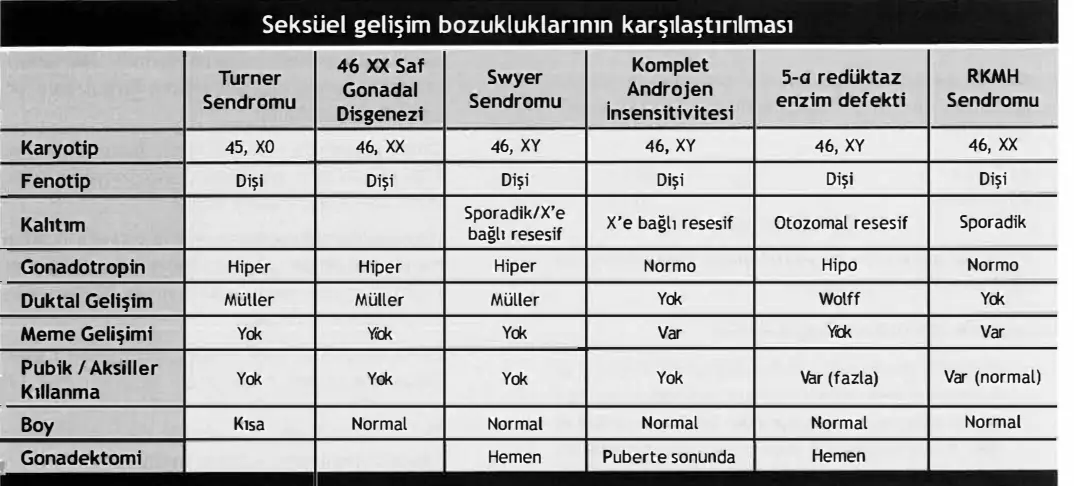 Seksüel gelişim bozukluklarının karşılaştırılması
Turner Sendromu | 46 XX Saf Gonadal Disgenezi | Swyer Sendromu | Komplet Androjen İnsensitivitesi | 5-α redüktaz enzim defekti | RKMH Sendromu
Karyotip | 45, X0 | 46, XX | 46, XY | 46, XY | 46, XY | 46, XX
Fenotip | Dişi | Dişi | Dişi | Dişi | Dişi | Dişi
Kalıtım | Sporadik/X'e bağlı resesif | X'e bağlı resesif | Otozomal resesif | Sporadik
Gonadotropin | Hiper | Hiper | Hiper | Normo | Hipo | Normo
Duktal Gelişim | Müller | Müller | Müller | Yok | Wolff | Yok
Meme Gelişimi | Yok | Yok | Yok | Var | Yok | Var
Pubik / Aksiller Kıllanma | Yok | Yok | Yok | Yok | Var (fazla) | Var (normal)
Boy | Kısa | Normal | Normal | Normal | Normal | Normal
Gonadektomi | Hemen | Puberte sonunda | Hemen